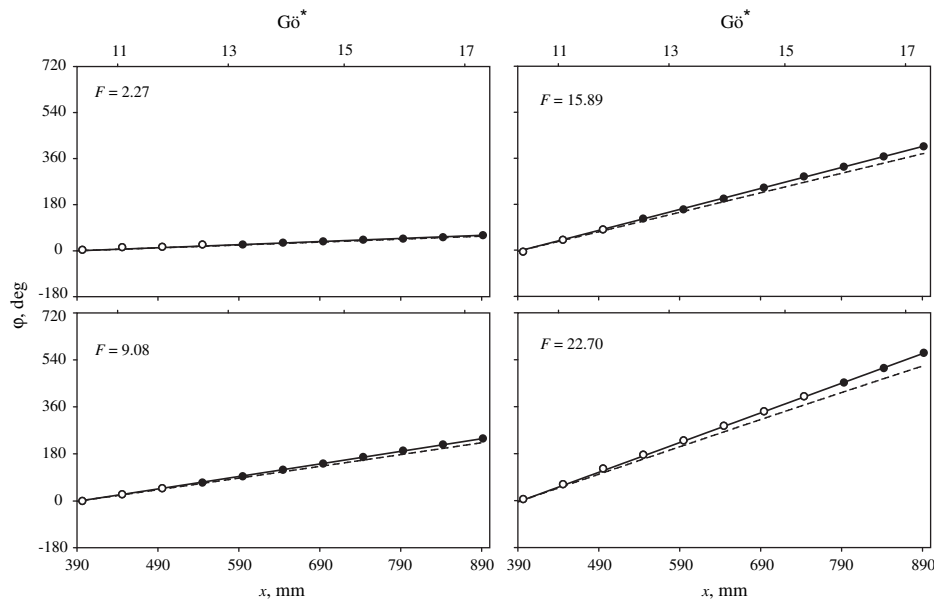 Gö* Gö*
11 13 15 17 11 13 15 17
720
F = 2.27
F = 15.89
540
360
180
0
-180
φ, deg
720
F = 9.08
F = 22.70
540
360
180
0
-180
390 490 590 690 790 890 390 490 590 690 790 890
x, mm x, mm